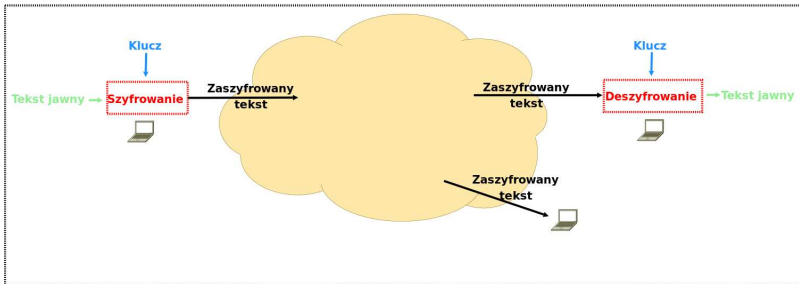 Klucz
Klucz
Tekst jawny
Szyfrowanie
Zaszyfrowany
tekst
Zaszyfrowany
tekst
Deszyfrowanie
Tekst jawny
Zaszyfrowany
tekst